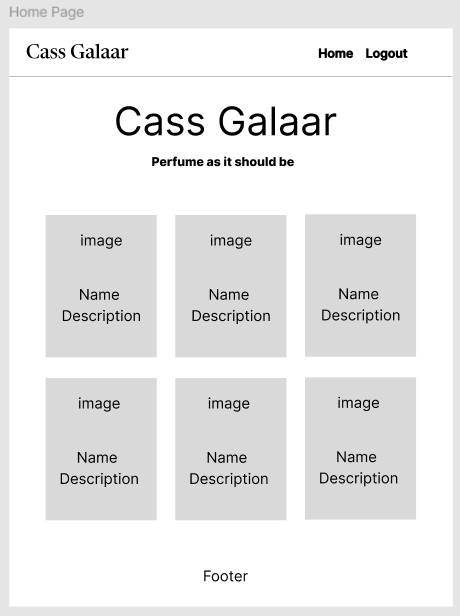 Home Page
Cass Galaar
Home Logout
Cass Galaar
Perfume as it should be
image image image
Name Name Name
Description Description Description
image image image
Name Name Name
Description Description Description
Footer